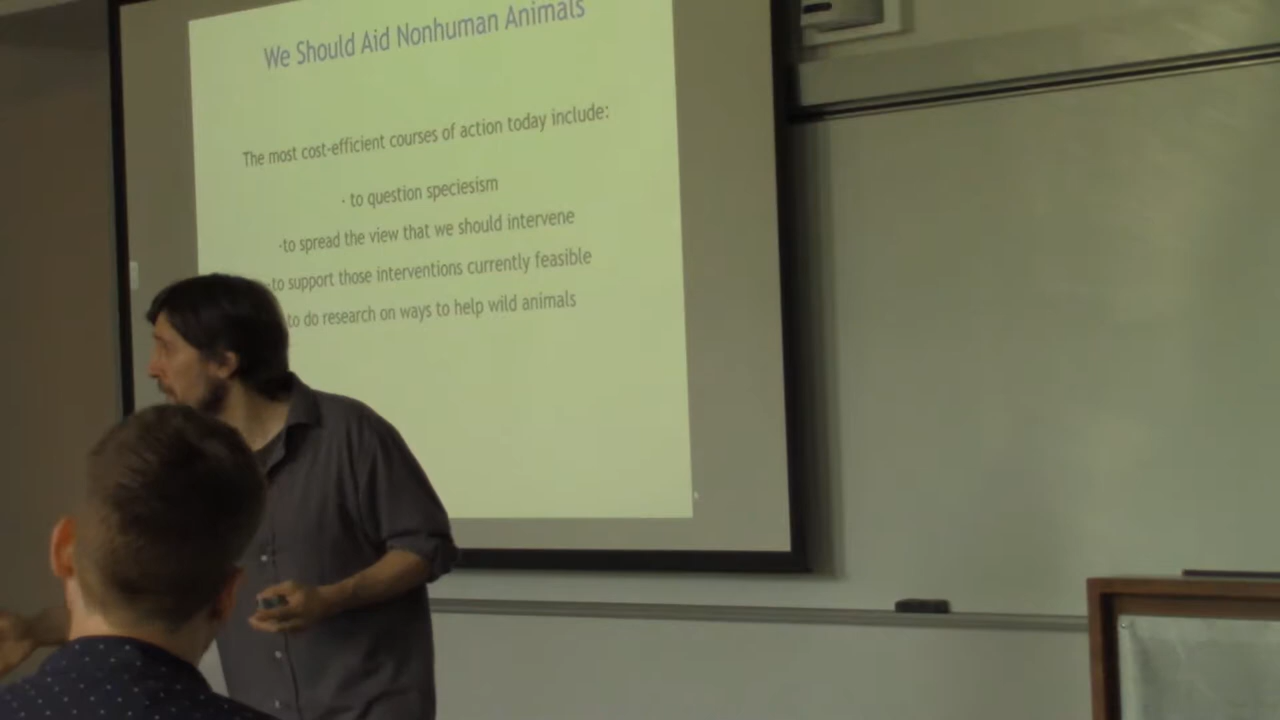 We Should Aid Nonhuman Animals
The most cost-efficient courses of action today include:
- to question speciesism
-to spread the view that we should intervene
-to support those interventions currently feasible
to do research on ways to help wild animals